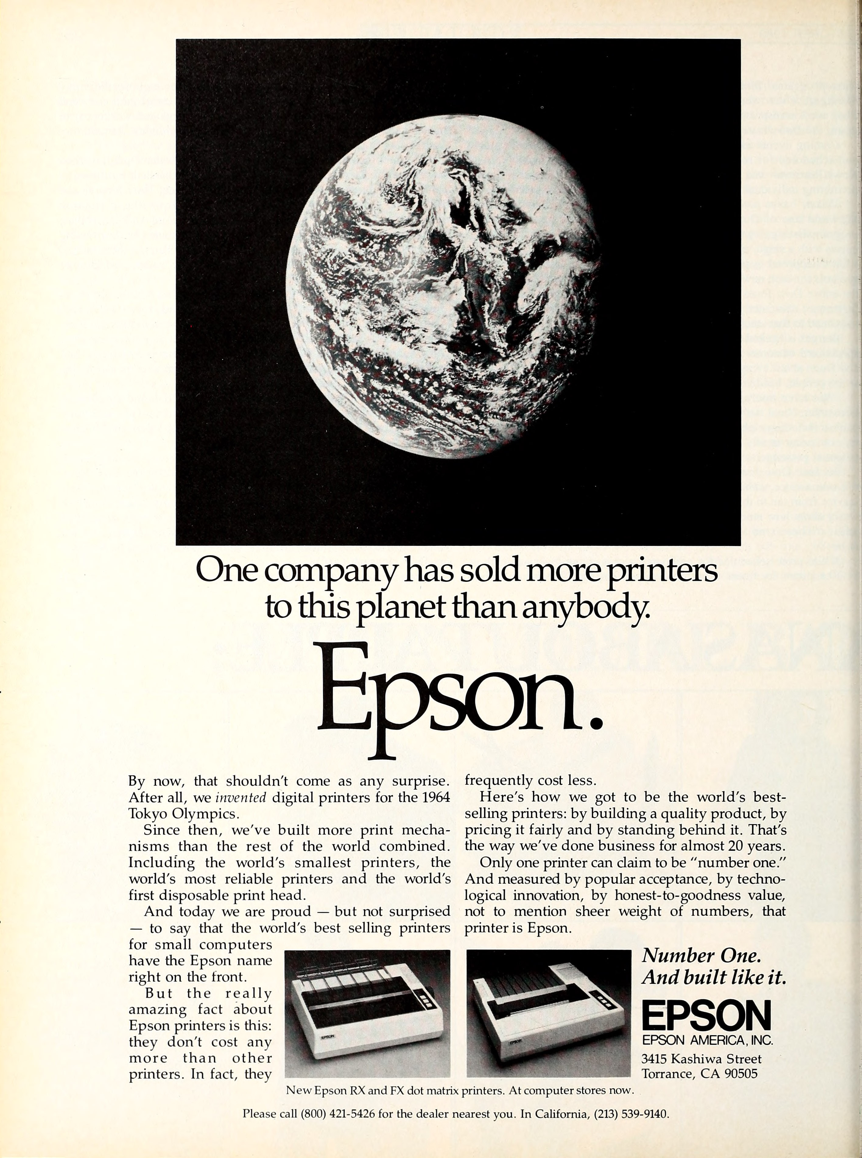 One company has sold more printers
to this planet than anybody.
Epson.
By now, that shouldn't come as any surprise.
After all, we invented digital printers for the 1964
Tokyo Olympics.
Since then, we've built more print mecha-
nisms than the rest of the world combined.
Including the world's smallest printers, the
world's most reliable printers and the world's
first disposable print head.
And today we are proud — but not surprised
— to say that the world's best selling printers
for small computers
have the Epson name
right on the front.
But the really
amazing fact about
Epson printers is this:
they don't cost any
more than other
printers. In fact, they
frequently cost less.
Here's how we got to be the world's best-
selling printers: by building a quality product, by
pricing it fairly and by standing behind it. That's
the way we've done business for almost 20 years.
Only one printer can claim to be "number one."
And measured by popular acceptance, by techno-
logical innovation, by honest-to-goodness value,
not to mention sheer weight of numbers, that
printer is Epson.
Number One.
And built like it.
EPSON
EPSON AMERICA, INC.
3415 Kashiwa Street
Torrance, CA 90505
New Epson RX and FX dot matrix printers. At computer stores now.
Please call (800) 421-5426 for the dealer nearest you. In California, (213) 539-9140.